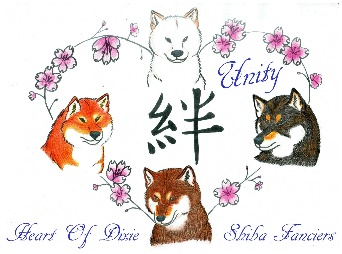 Unity
絆
Heart Of Dixie Shiba Fanciers